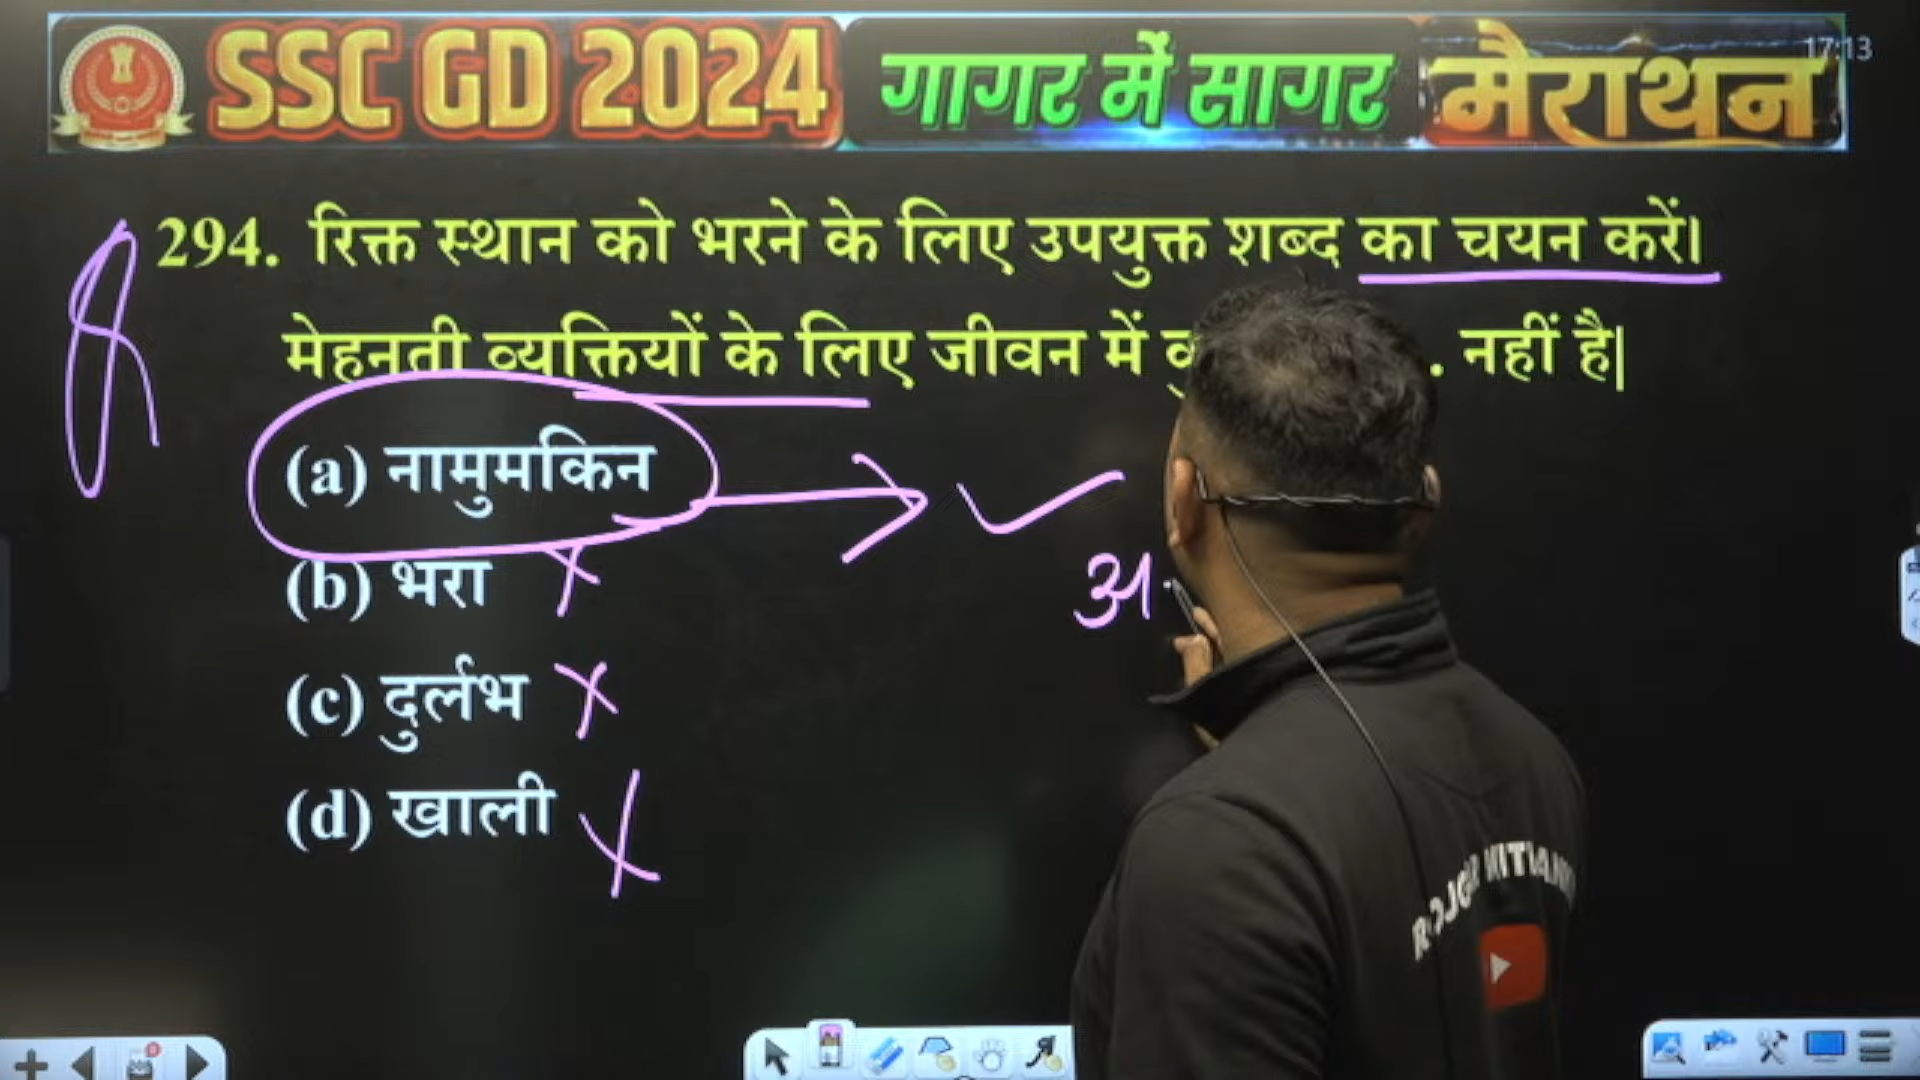 SSC GD 2024 गागर में सागर मैराथन
17:13
294. रिक्त स्थान को भरने के लिए उपयुक्त शब्द का चयन करें।
मेहनती व्यक्तियों के लिए जीवन में . नहीं है|
(a) नामुमकिन
(b) भरा
(c) दुर्लभ
(d) खाली
अ